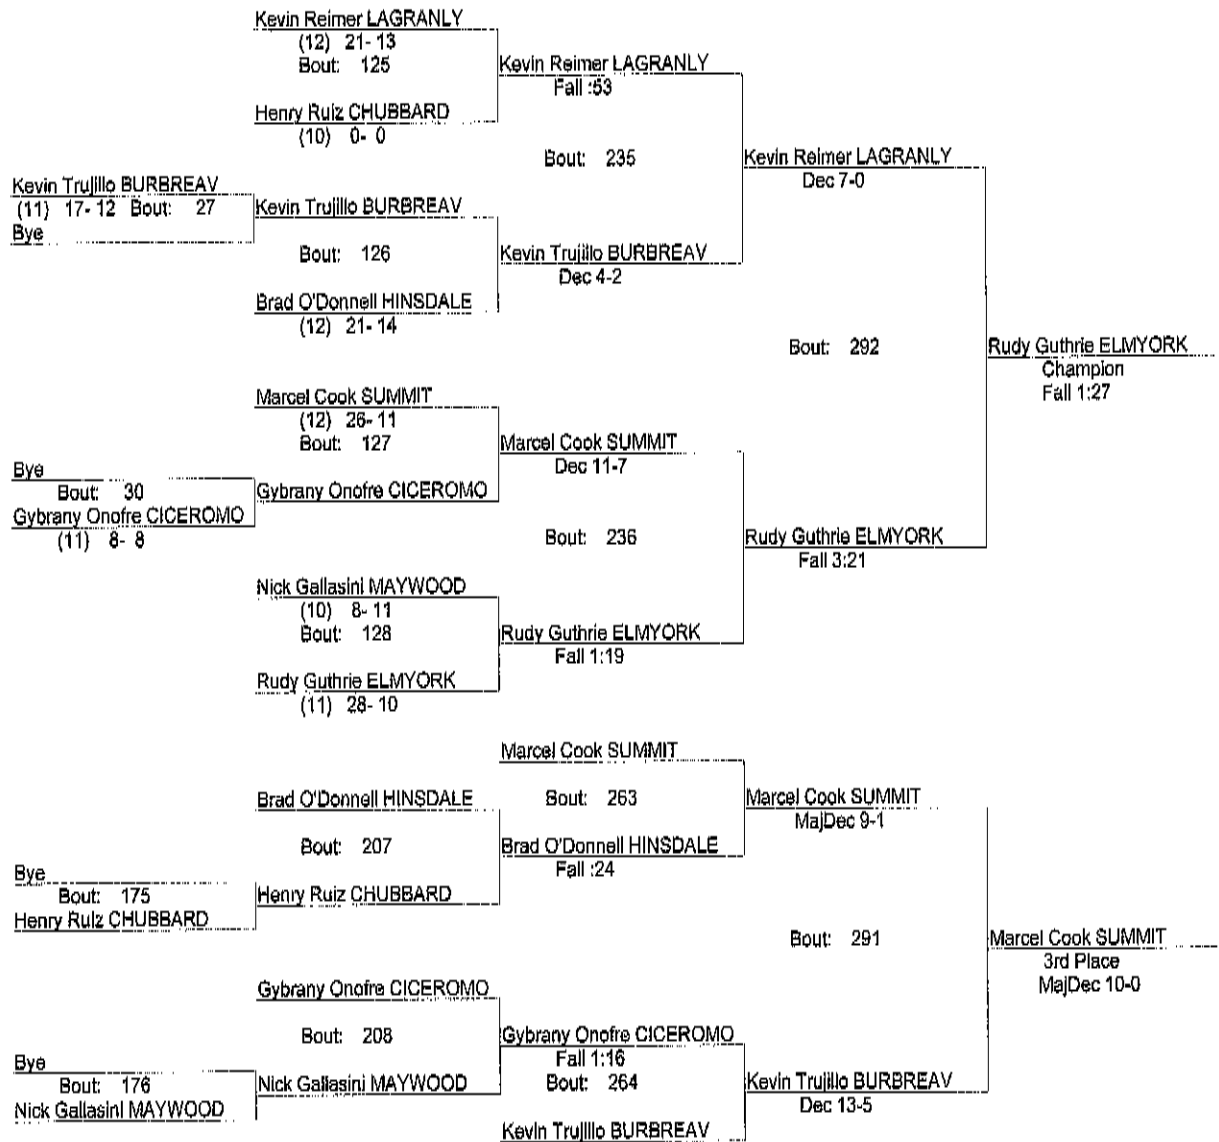 Kevin Reimer LAGRANLY
(12) 21- 13
Bout: 125
Kevin Reimer LAGRANLY
Fall :53
Henry Ruiz CHUBBARD
(10) 0- 0
Bout: 235
Kevin Reimer LAGRANLY
Dec 7-0
Kevin Trujillo BURBREAV
(11) 17- 12 Bout: 27
Bye
Kevin Trujillo BURBREAV
Bout: 126
Kevin Trujillo BURBREAV
Dec 4-2
Brad O'Donnell HINSDALE
(12) 21- 14
Bout: 292
Rudy Guthrie ELMYORK
Champion
Fall 1:27
Marcel Cook SUMMIT
(12) 26- 11
Bout: 127
Marcel Cook SUMMIT
Dec 11-7
Bye
Bout: 30
Gybrany Onofre CICEROMO
(11) 8- 8
Gybrany Onofre CICEROMO
Bout: 236
Rudy Guthrie ELMYORK
Fall 3:21
Nick Gallasini MAYWOOD
(10) 8- 11
Bout: 128
Rudy Guthrie ELMYORK
Fall 1:19
Rudy Guthrie ELMYORK
(11) 28- 10
Marcel Cook SUMMIT
Brad O'Donnell HINSDALE
Bout: 263
Marcel Cook SUMMIT
MajDec 9-1
Bout: 207
Brad O'Donnell HINSDALE
Fall :24
Bye
Bout: 175
Henry Ruiz CHUBBARD
Henry Ruiz CHUBBARD
Bout: 291
Marcel Cook SUMMIT
3rd Place
MajDec 10-0
Gybrany Onofre CICEROMO
Bout: 208
Gybrany Onofre CICEROMO
Fall 1:16
Bout: 264
Bye
Bout: 176
Nick Gallasini MAYWOOD
Nick Gallasini MAYWOOD
Kevin Trujillo BURBREAV
Dec 13-5
Kevin Trujillo BURBREAV